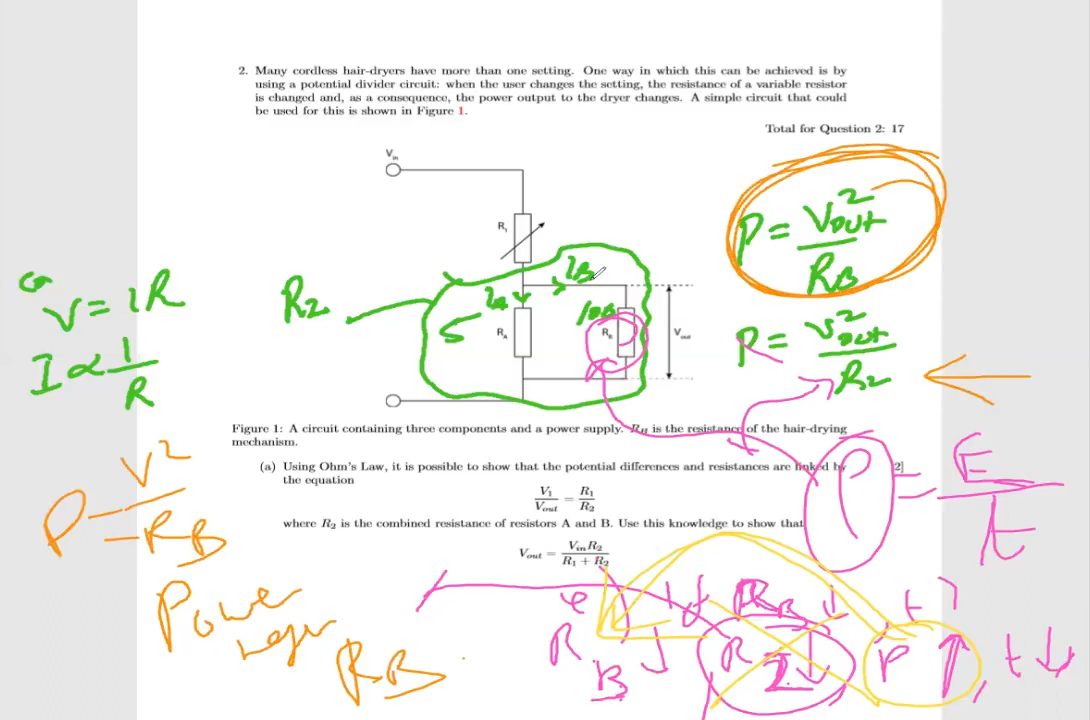 2. Many cordless hair-dryers have more than one setting. One way in which this can be achieved is by
using a potential divider circuit: when the user changes the setting, the resistance of a variable resistor
is changed and, as a consequence, the power output to the dryer changes. A simple circuit that could
be used for this is shown in Figure 1.
Total for Question 2: 17
V_in
R_1
P = V_out^2 / R_B
I_B
I_A
R_2
V = IR
I ∝ 1/R
R_A
R_B
V_out
P = V_out^2 / R_2
Figure 1: A circuit containing three components and a power supply. R_B is the resistance of the hair-drying
mechanism.
(a) Using Ohm's Law, it is possible to show that the potential differences and resistances are linked by [2]
the equation
V_1 / V_out = R_1 / R_2
P = E / t
P = V^2 / R_B
where R_2 is the combined resistance of resistors A and B. Use this knowledge to show that
V_out = V_in R_2 / (R_1 + R_2)
Power
R_B
R_B ↓
R_B ↓
R_2 ↓
P ↑, t ↓